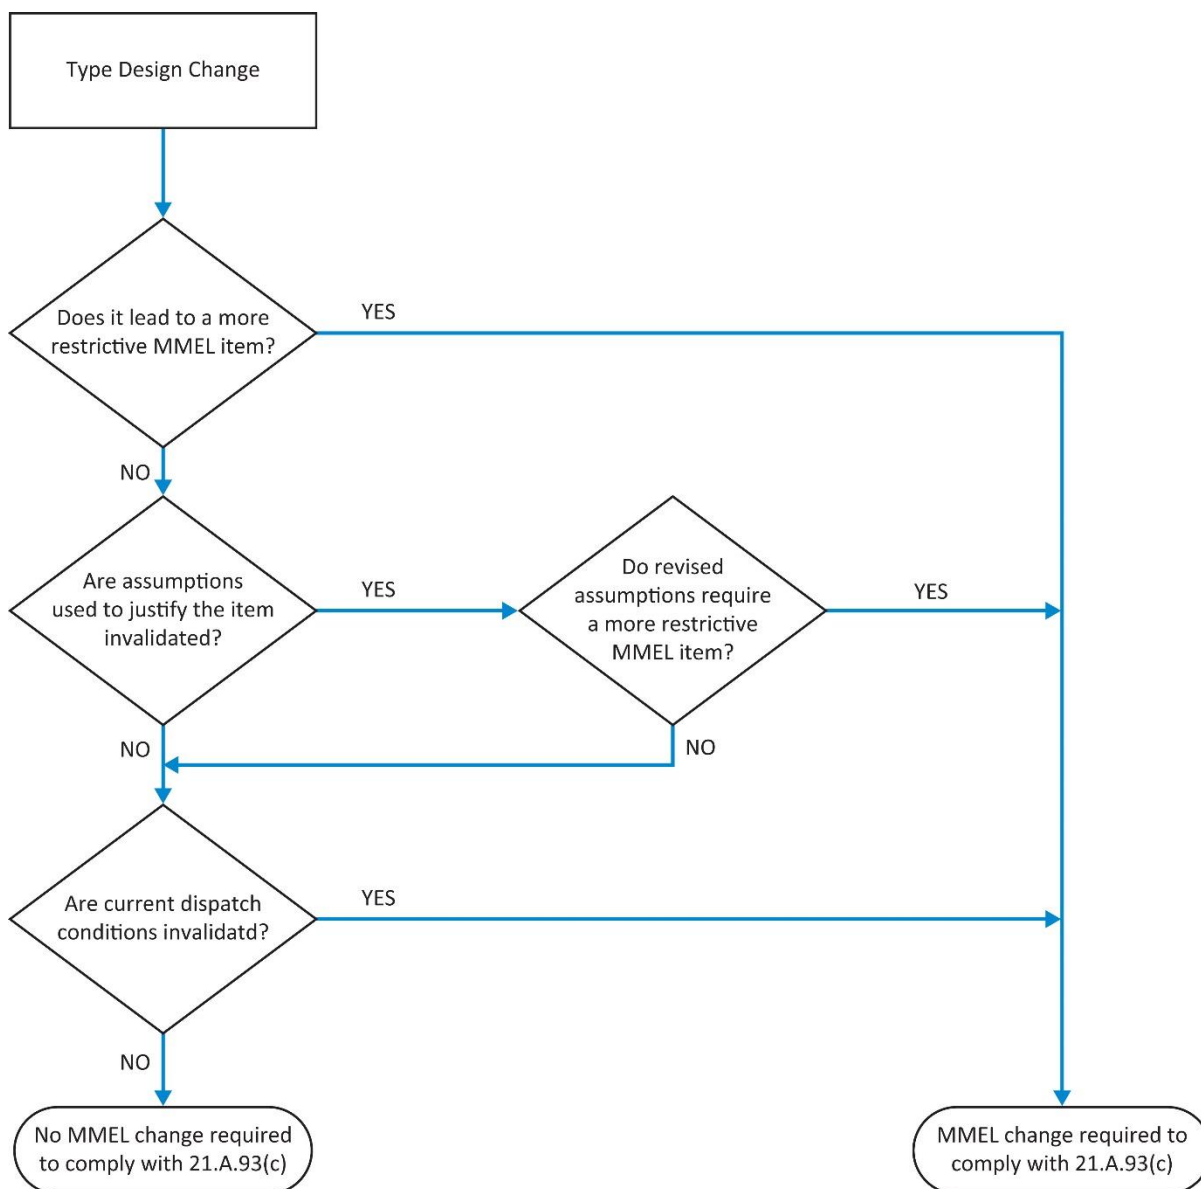 Type Design Change
Does it lead to a more
restrictive MMEL item?
YES
NO
Are assumptions
used to justify the item
invalidated?
YES
Do revised
assumptions require
a more restrictive
MMEL item?
YES
NO
NO
Are current dispatch
conditions invalidatd?
YES
NO
No MMEL change required
to comply with 21.A.93(c)
MMEL change required to
comply with 21.A.93(c)